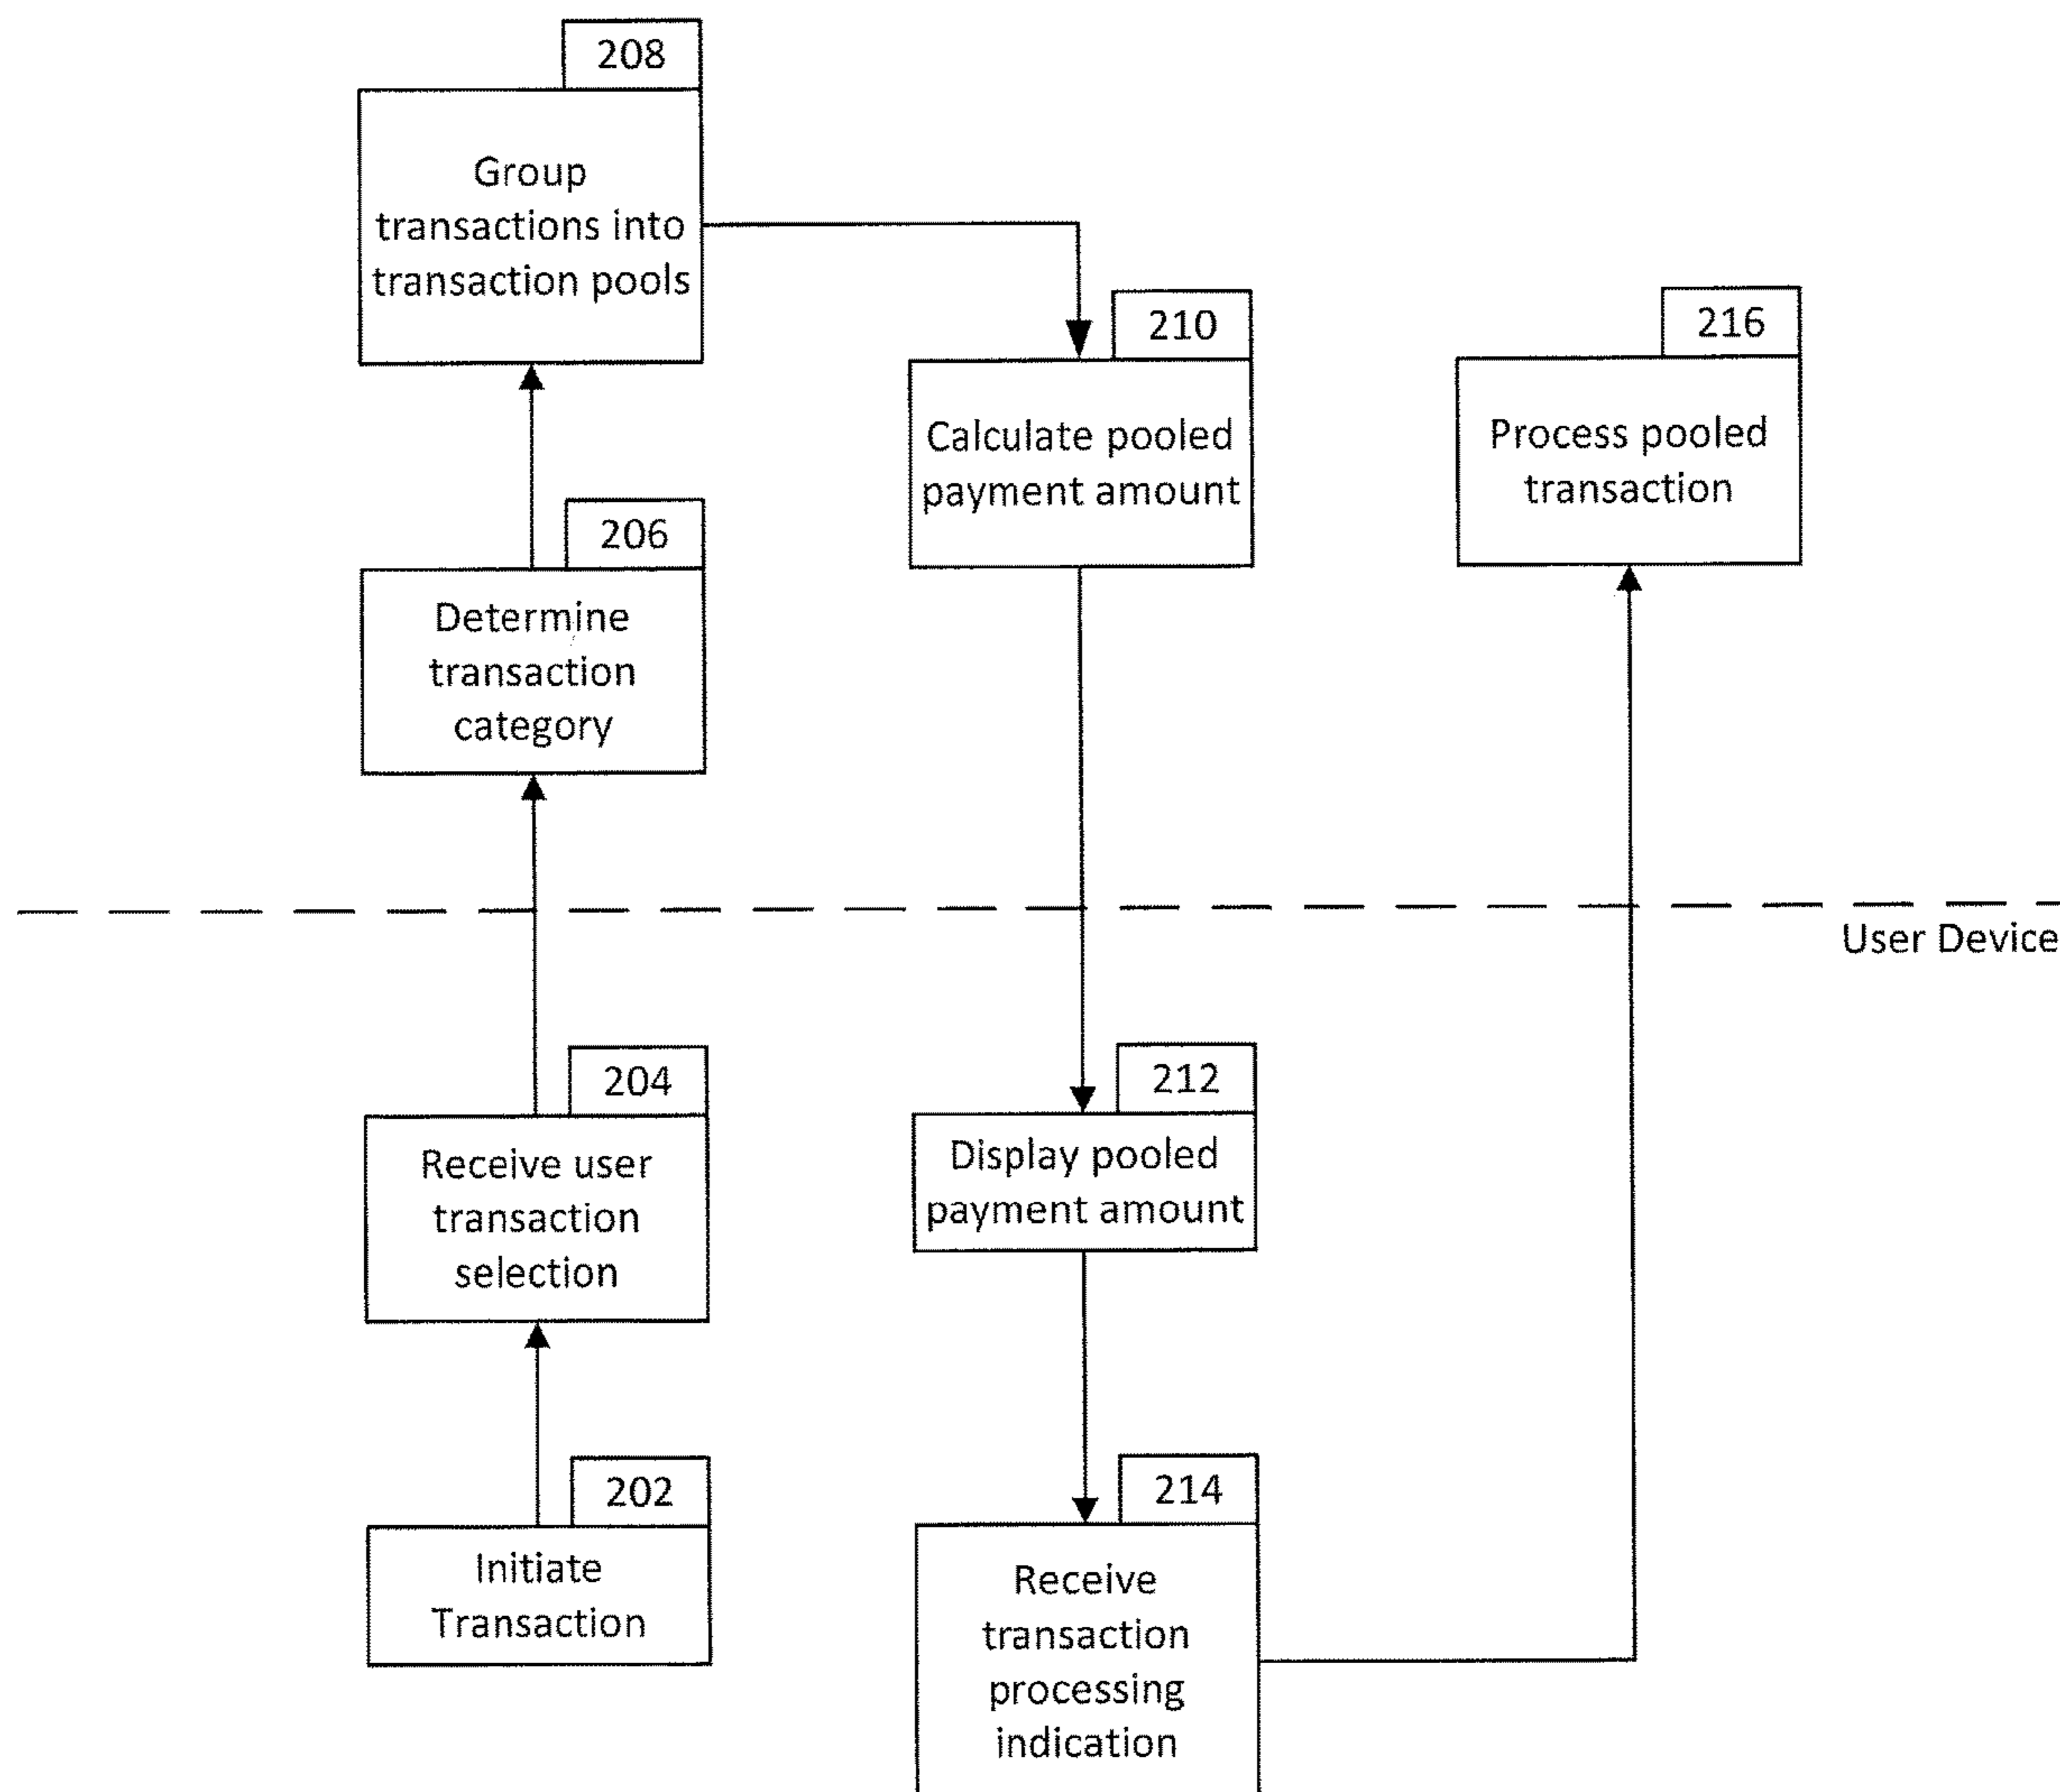 208
Group
transactions into
transaction pools
210
Calculate pooled
payment amount
216
Process pooled
transaction
206
Determine
transaction
category
User Device
204
Receive user
transaction
selection
212
Display pooled
payment amount
202
Initiate
Transaction
214
Receive
transaction
processing
indication